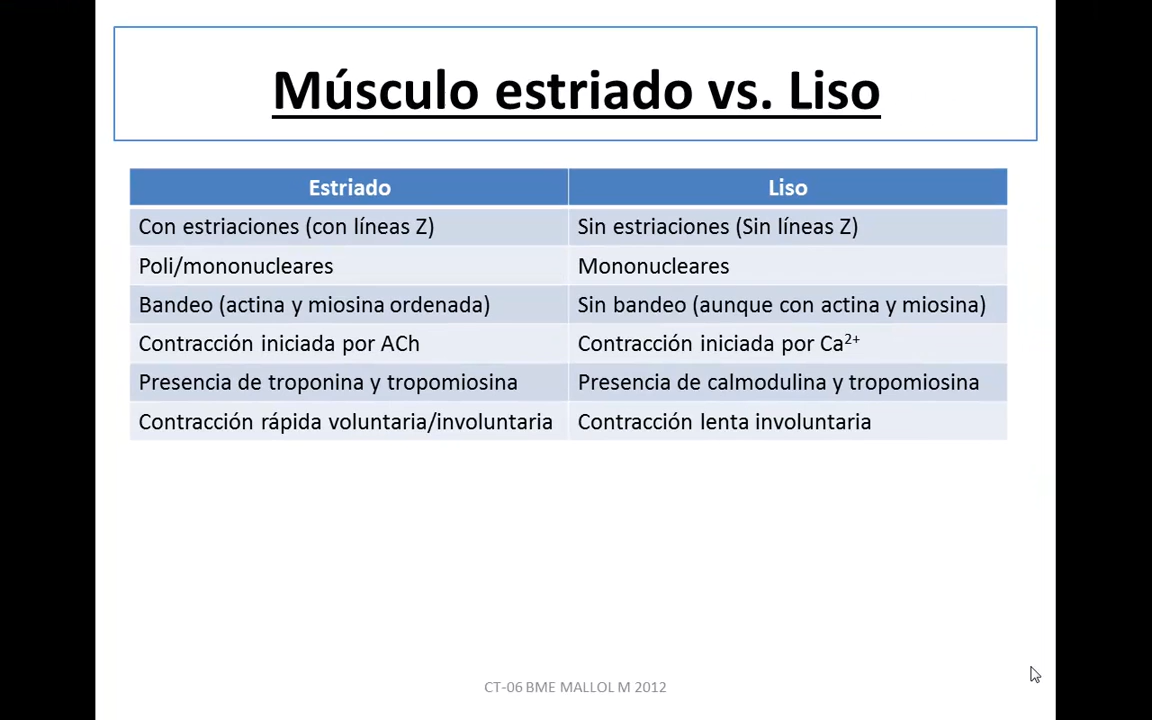 Músculo estriado vs. Liso
Estriado Liso
Con estriaciones (con líneas Z) Sin estriaciones (Sin líneas Z)
Poli/mononucleares Mononucleares
Bandeo (actina y miosina ordenada) Sin bandeo (aunque con actina y miosina)
Contracción iniciada por ACh Contracción iniciada por Ca²⁺
Presencia de troponina y tropomiosina Presencia de calmodulina y tropomiosina
Contracción rápida voluntaria/involuntaria Contracción lenta involuntaria
CT-06 BME MALLOL M 2012